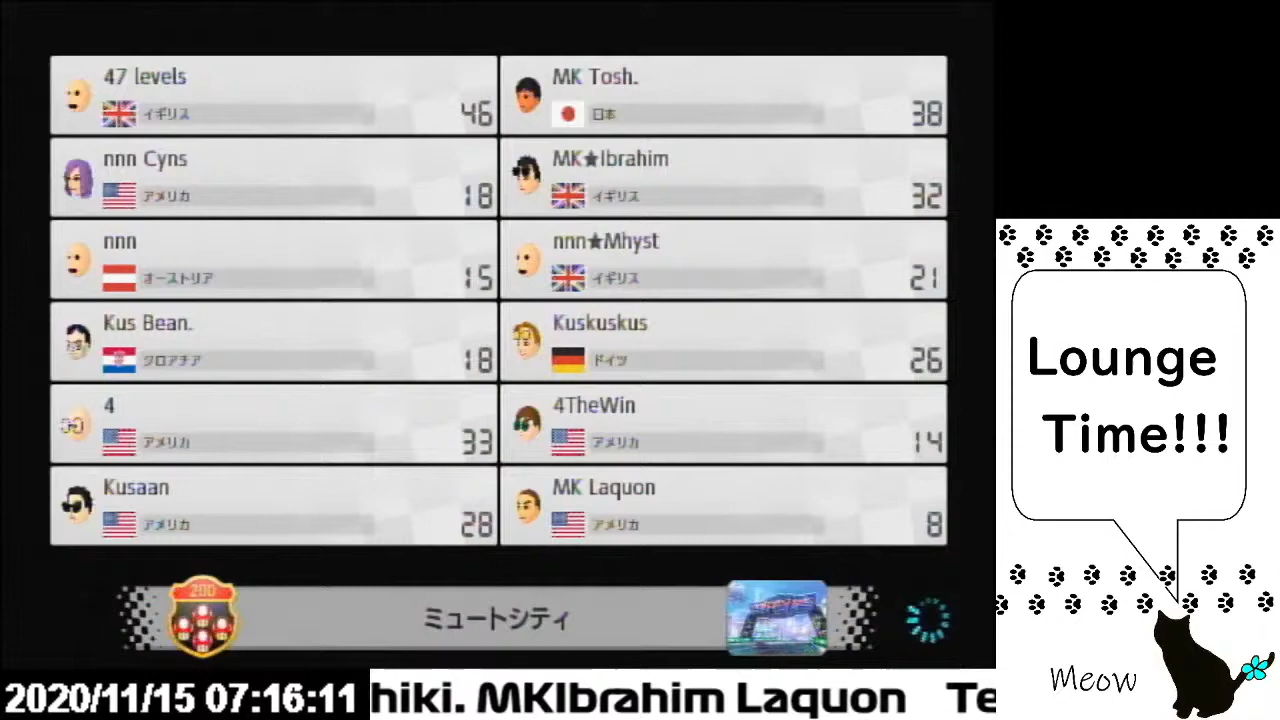 47 levels
イギリス
46
MK Tosh.
日本
38
nnn Cyns
アメリカ
18
MK★Ibrahim
イギリス
32
nnn
オーストリア
15
nnn★Mhyst
イギリス
21
Kus Bean.
クロアチア
18
Kuskuskus
ドイツ
26
4
アメリカ
33
4TheWin
アメリカ
14
Kusaan
アメリカ
28
MK Laquon
アメリカ
8
200
ミュートシティ
Lounge
Time!!!
Meow
2020/11/15 07:16:11
hiki. MKIbrahim Laquon Te